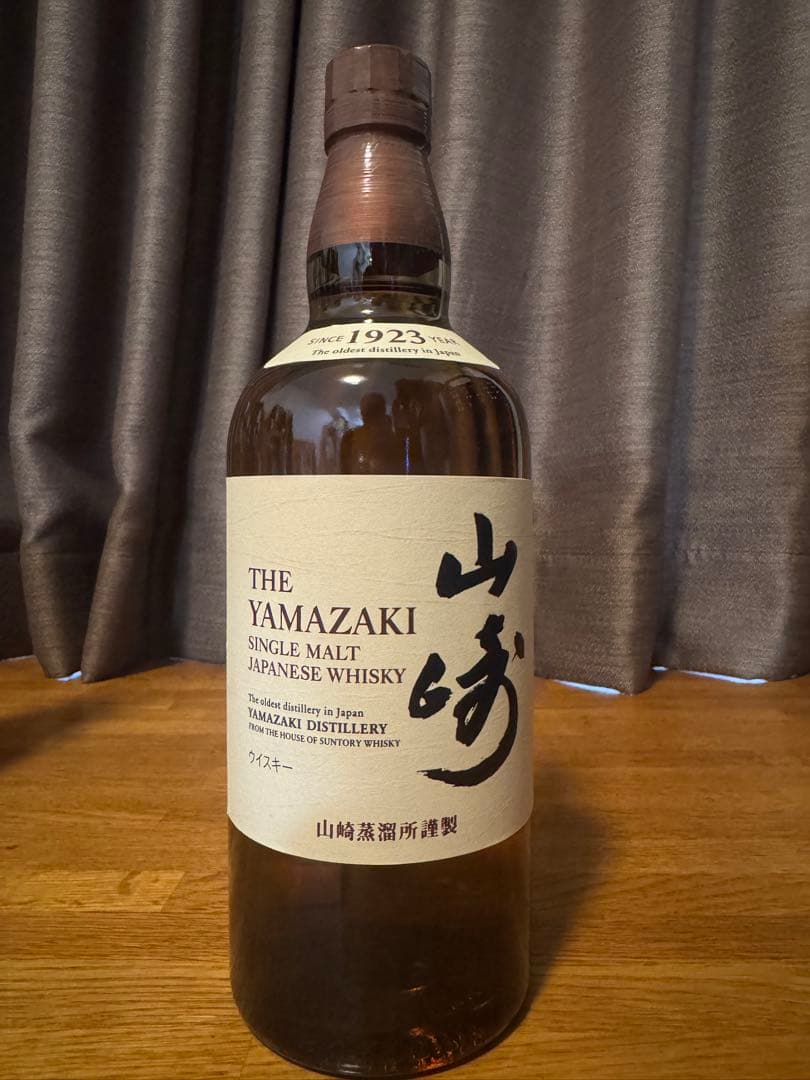 SINCE 1923 YEAR
The oldest distillery in Japan
山崎
THE
YAMAZAKI
SINGLE MALT
JAPANESE WHISKY
The oldest distillery in Japan
YAMAZAKI DISTILLERY
FROM THE HOUSE OF SUNTORY WHISKY
ウイスキー
山崎蒸溜所謹製